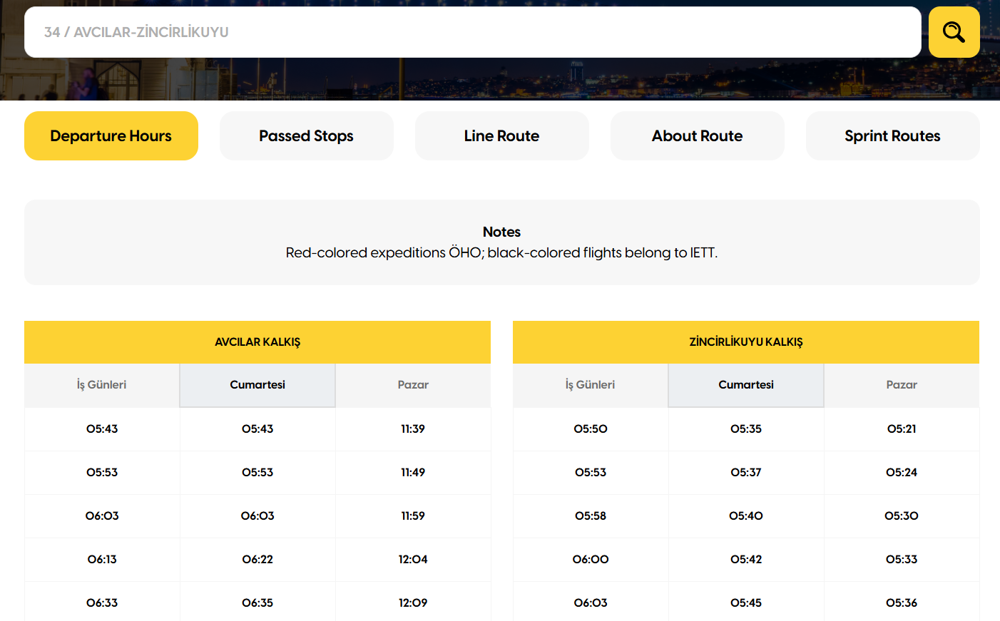 34 / AVCILAR-ZİNCİRLİKUYU
Departure Hours
Passed Stops
Line Route
About Route
Sprint Routes
Notes
Red-colored expeditions ÖHO; black-colored flights belong to IETT.
AVCILAR KALKIŞ
İş Günleri Cumartesi Pazar
05:43 05:43 11:39
05:53 05:53 11:49
06:03 06:03 11:59
06:13 06:22 12:04
06:33 06:35 12:09
ZİNCİRLİKUYU KALKIŞ
İş Günleri Cumartesi Pazar
05:50 05:35 05:21
05:53 05:37 05:24
05:58 05:40 05:30
06:00 05:42 05:33
06:03 05:45 05:36